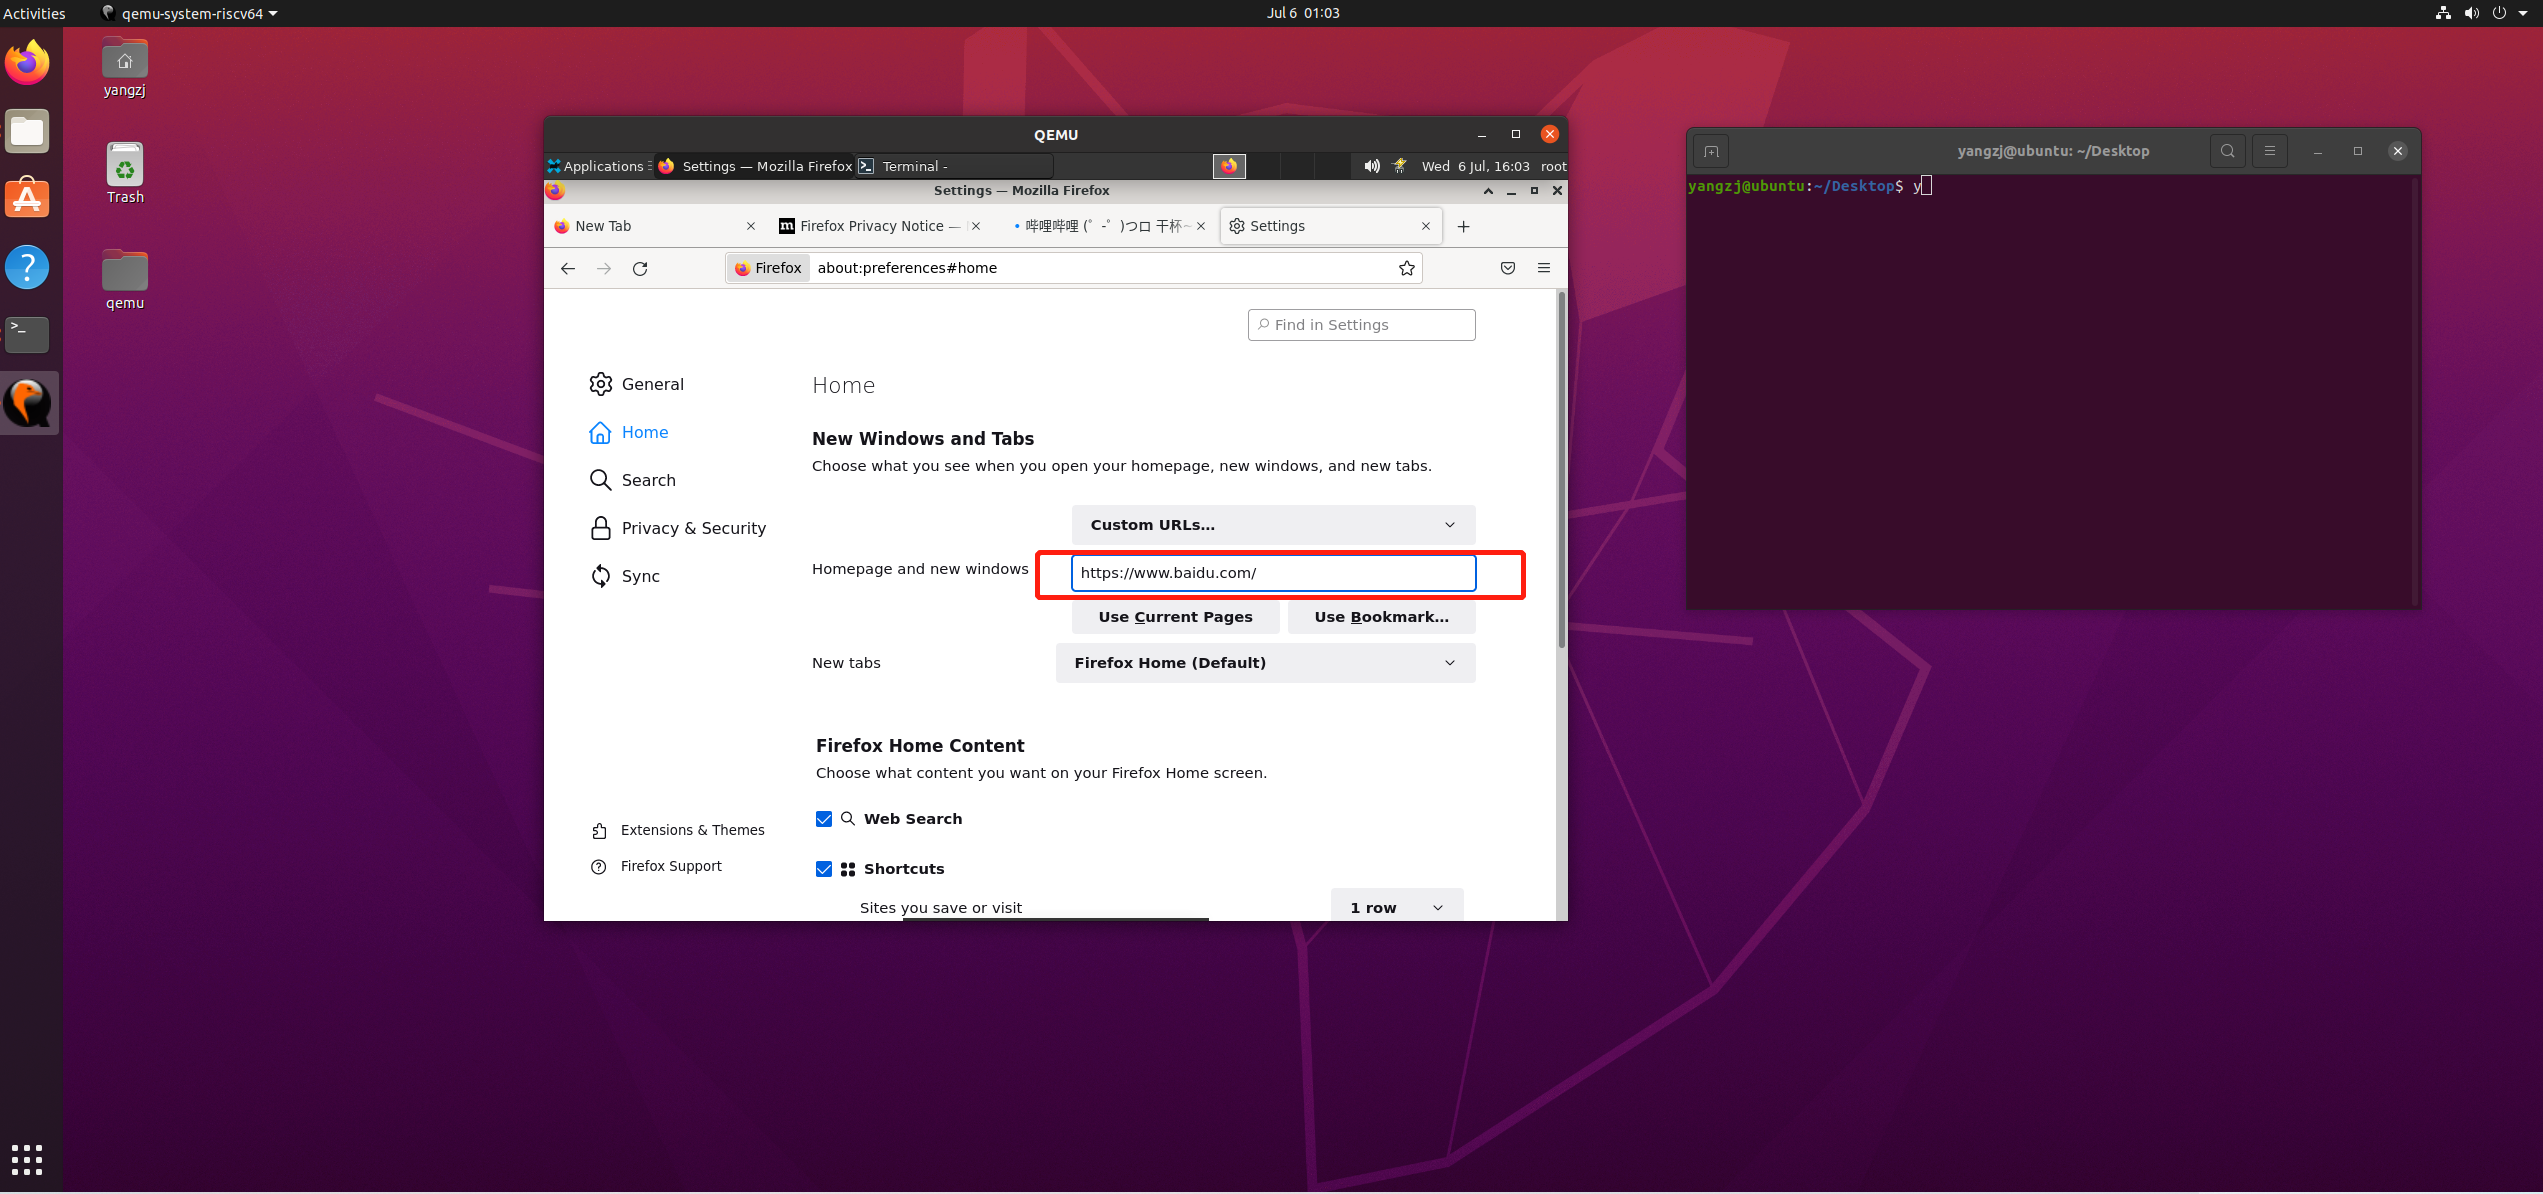 Activities
qemu-system-riscv64
Jul 6 01:03
yangzj
Trash
qemu
QEMU
Applications
Settings — Mozilla Firefox
Terminal -
Wed 6 Jul, 16:03
root
Settings — Mozilla Firefox
New Tab
Firefox Privacy Notice —
哔哩哔哩 (゜-゜)つロ 干杯~
Settings
Firefox
about:preferences#home
Find in Settings
General
Home
Search
Privacy & Security
Sync
Extensions & Themes
Firefox Support
Home
New Windows and Tabs
Choose what you see when you open your homepage, new windows, and new tabs.
Custom URLs...
Homepage and new windows
https://www.baidu.com/
Use Current Pages
Use Bookmark...
New tabs
Firefox Home (Default)
Firefox Home Content
Choose what content you want on your Firefox Home screen.
Web Search
Shortcuts
Sites you save or visit
1 row
yangzj@ubuntu: ~/Desktop
yangzj@ubuntu:~/Desktop$ y